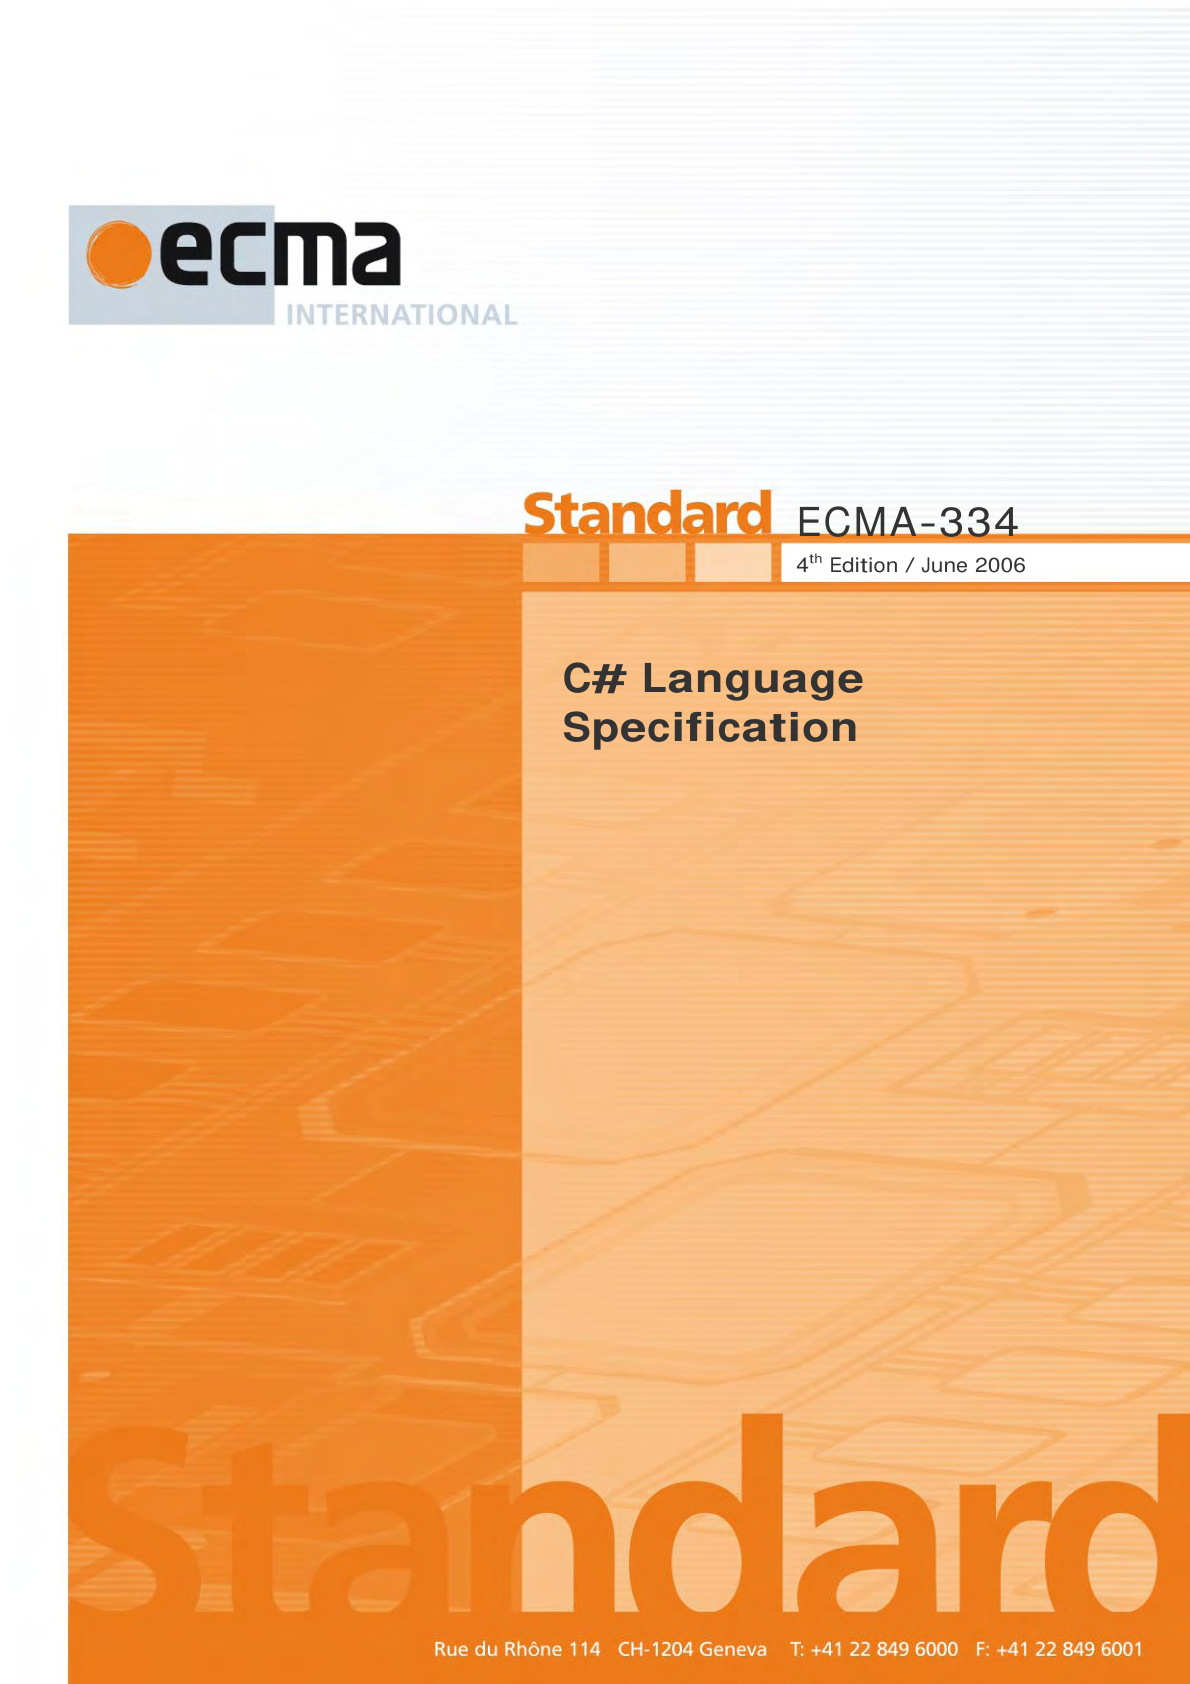 ecma
INTERNATIONAL
Standard ECMA-334
4th Edition / June 2006
C# Language
Specification
Standard
Rue du Rhône 114 CH-1204 Geneva T: +41 22 849 6000 F: +41 22 849 6001